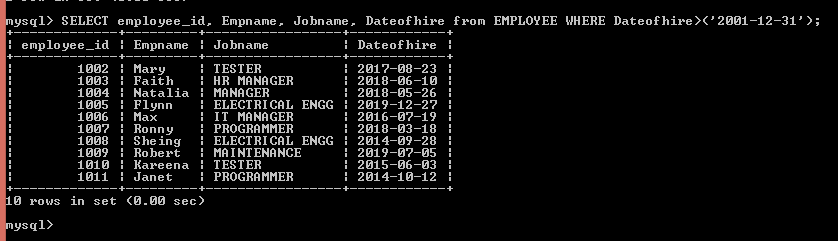 mysql> SELECT employee_id, Empname, Jobname, Dateofhire from EMPLOYEE WHERE Dateofhire>('2001-12-31');
+-------------+---------+-----------------+------------+
| employee_id | Empname | Jobname         | Dateofhire |
+-------------+---------+-----------------+------------+
|        1002 | Mary    | TESTER          | 2017-08-23 |
|        1003 | Faith   | HR MANAGER      | 2018-06-10 |
|        1004 | Natalia | MANAGER         | 2018-05-26 |
|        1005 | Flynn   | ELECTRICAL ENGG | 2019-12-27 |
|        1006 | Max     | IT MANAGER      | 2016-07-19 |
|        1007 | Ronny   | PROGRAMMER      | 2018-03-18 |
|        1008 | Sheing  | ELECTRICAL ENGG | 2014-09-28 |
|        1009 | Robert  | MAINTENANCE     | 2019-07-05 |
|        1010 | Kareena | TESTER          | 2015-06-03 |
|        1011 | Janet   | PROGRAMMER      | 2014-10-12 |
+-------------+---------+-----------------+------------+
10 rows in set (0.00 sec)
mysql>